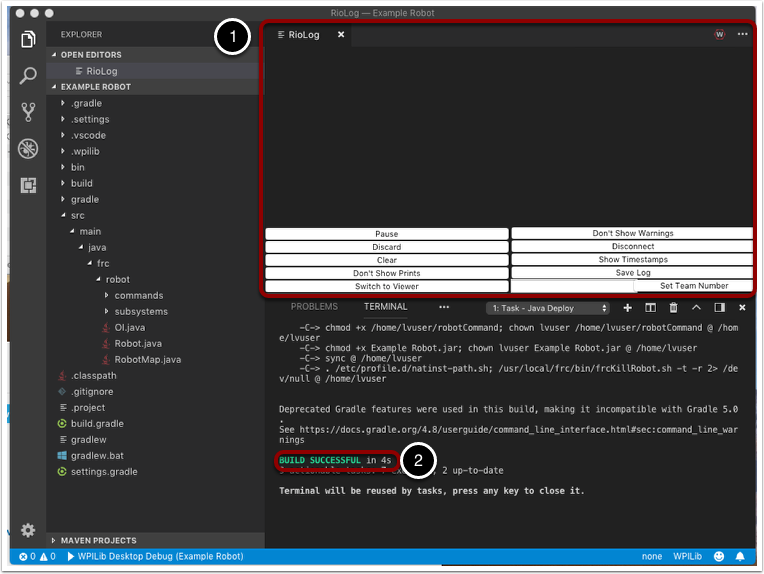 RioLog — Example Robot
EXPLORER
OPEN EDITORS
RioLog
EXAMPLE ROBOT
.gradle
.settings
.vscode
.wpilib
bin
build
gradle
src
main
java
frc
robot
commands
subsystems
OI.java
Robot.java
RobotMap.java
.classpath
.gitignore
.project
build.gradle
gradlew
gradlew.bat
settings.gradle
MAVEN PROJECTS
1
RioLog
W
Pause
Don't Show Warnings
Discard
Disconnect
Clear
Show Timestamps
Don't Show Prints
Save Log
Switch to Viewer
Set Team Number
PROBLEMS TERMINAL 1: Task - Java Deploy
-C-> chmod +x /home/lvuser/robotCommand; chown lvuser /home/lvuser/robotCommand @ /hom
e/lvuser
-C-> chmod +x Example Robot.jar; chown lvuser Example Robot.jar @ /home/lvuser
-C-> sync @ /home/lvuser
-C-> . /etc/profile.d/natinst-path.sh; /usr/local/frc/bin/frcKillRobot.sh -t -r 2> /de
v/null @ /home/lvuser
Deprecated Gradle features were used in this build, making it incompatible with Gradle 5.0
.
See https://docs.gradle.org/4.8/userguide/command_line_interface.html#sec:command_line_war
nings
BUILD SUCCESSFUL in 4s
2
2 up-to-date
Terminal will be reused by tasks, press any key to close it.
0 0 WPILib Desktop Debug (Example Robot)
none WPILib